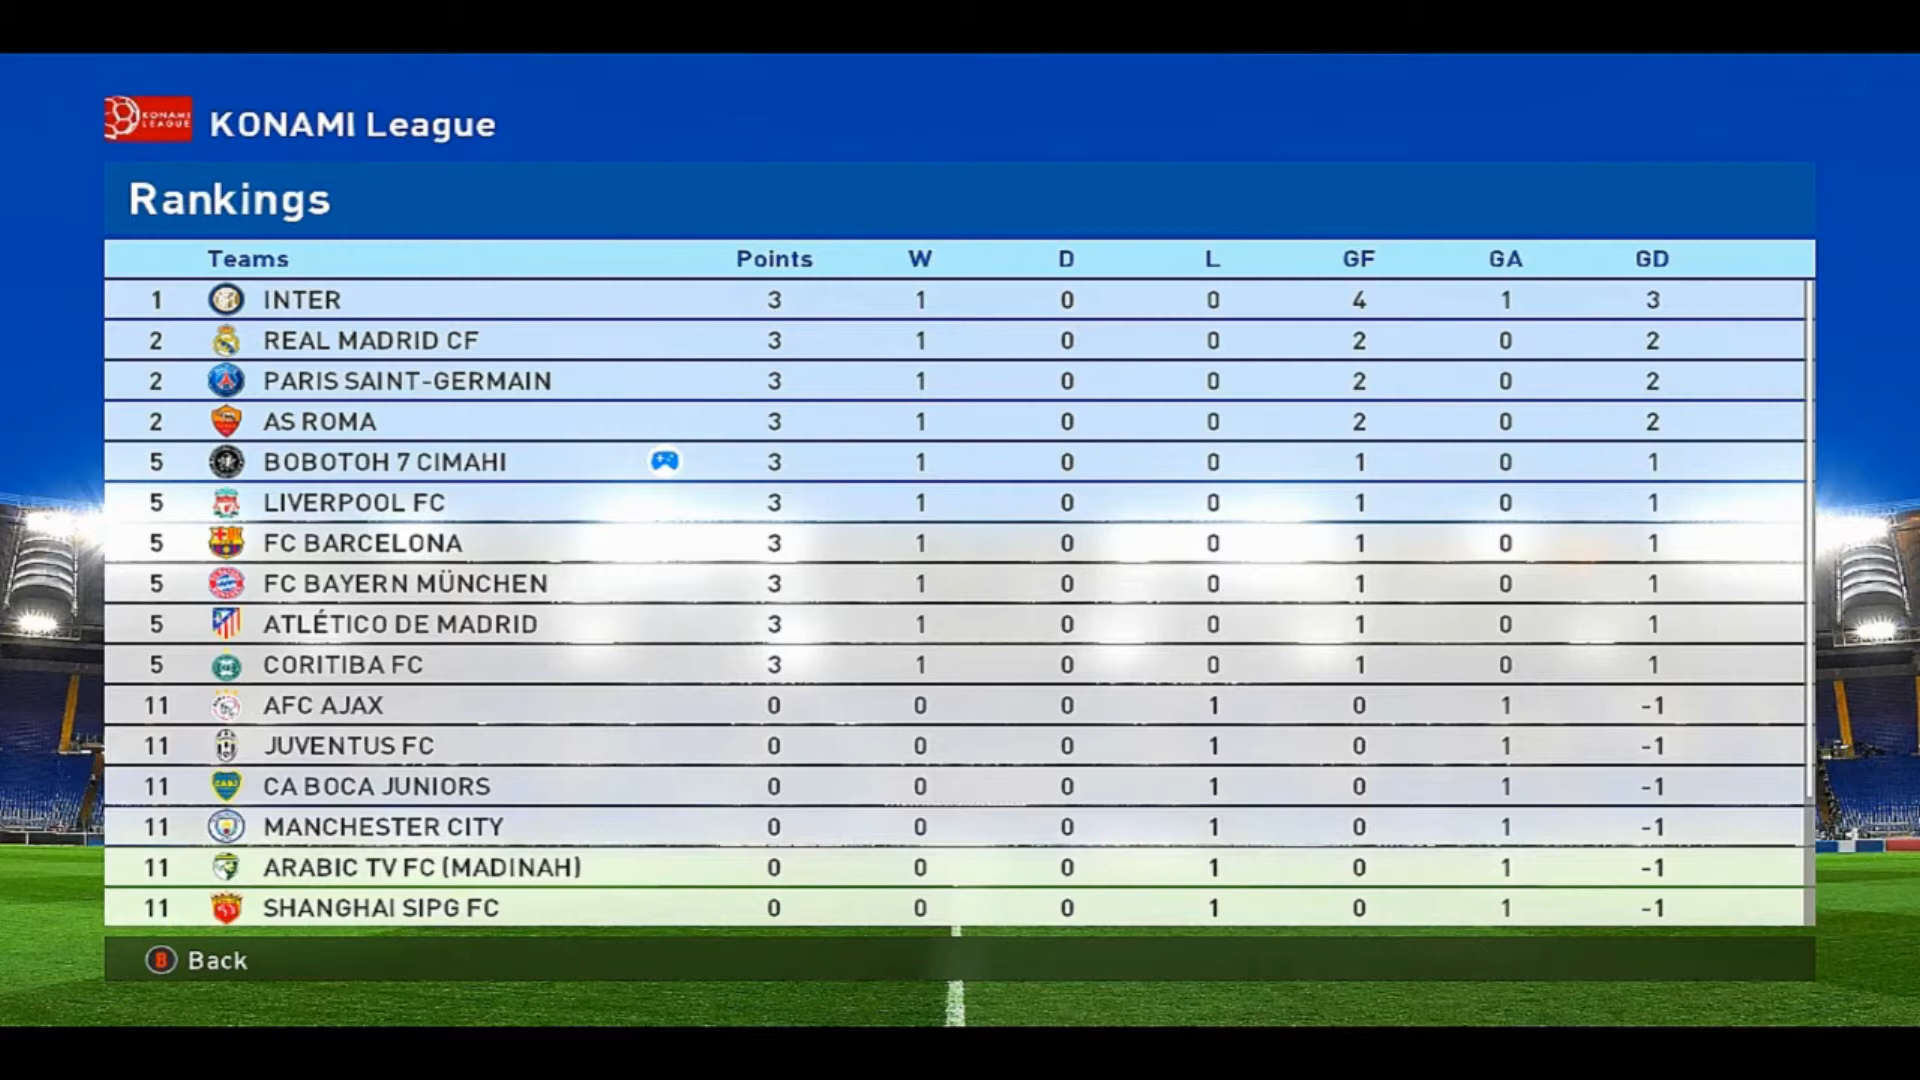 KONAMI LEAGUE
KONAMI League
Rankings
Teams Points W D L GF GA GD
1 INTER 3 1 0 0 4 1 3
2 REAL MADRID CF 3 1 0 0 2 0 2
2 PARIS SAINT-GERMAIN 3 1 0 0 2 0 2
2 AS ROMA 3 1 0 0 2 0 2
5 BOBOTOH 7 CIMAHI 3 1 0 0 1 0 1
5 LIVERPOOL FC 3 1 0 0 1 0 1
5 FC BARCELONA 3 1 0 0 1 0 1
5 FC BAYERN MÜNCHEN 3 1 0 0 1 0 1
5 ATLÉTICO DE MADRID 3 1 0 0 1 0 1
5 CORITIBA FC 3 1 0 0 1 0 1
11 AFC AJAX 0 0 0 1 0 1 -1
11 JUVENTUS FC 0 0 0 1 0 1 -1
11 CA BOCA JUNIORS 0 0 0 1 0 1 -1
11 MANCHESTER CITY 0 0 0 1 0 1 -1
11 ARABIC TV FC (MADINAH) 0 0 0 1 0 1 -1
11 SHANGHAI SIPG FC 0 0 0 1 0 1 -1
B Back